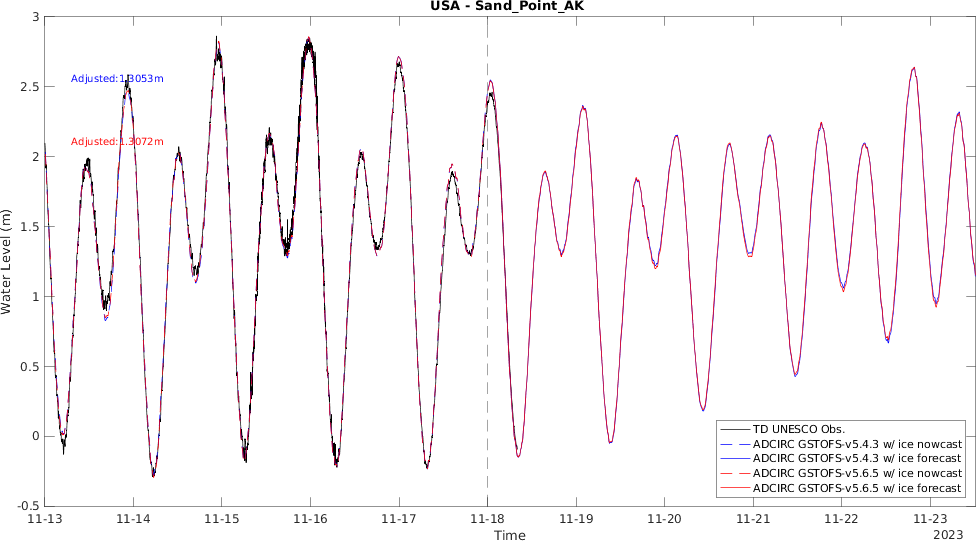 USA - Sand_Point_AK
3
2.5
2
1.5
1
0.5
0
-0.5
Water Level (m)
Adjusted:1.3053m
Adjusted:1.3072m
TD UNESCO Obs.
ADCIRC GSTOFS-v5.4.3 w/ ice nowcast
ADCIRC GSTOFS-v5.4.3 w/ ice forecast
ADCIRC GSTOFS-v5.6.5 w/ ice nowcast
ADCIRC GSTOFS-v5.6.5 w/ ice forecast
11-13 11-14 11-15 11-16 11-17 11-18 11-19 11-20 11-21 11-22 11-23
Time
2023